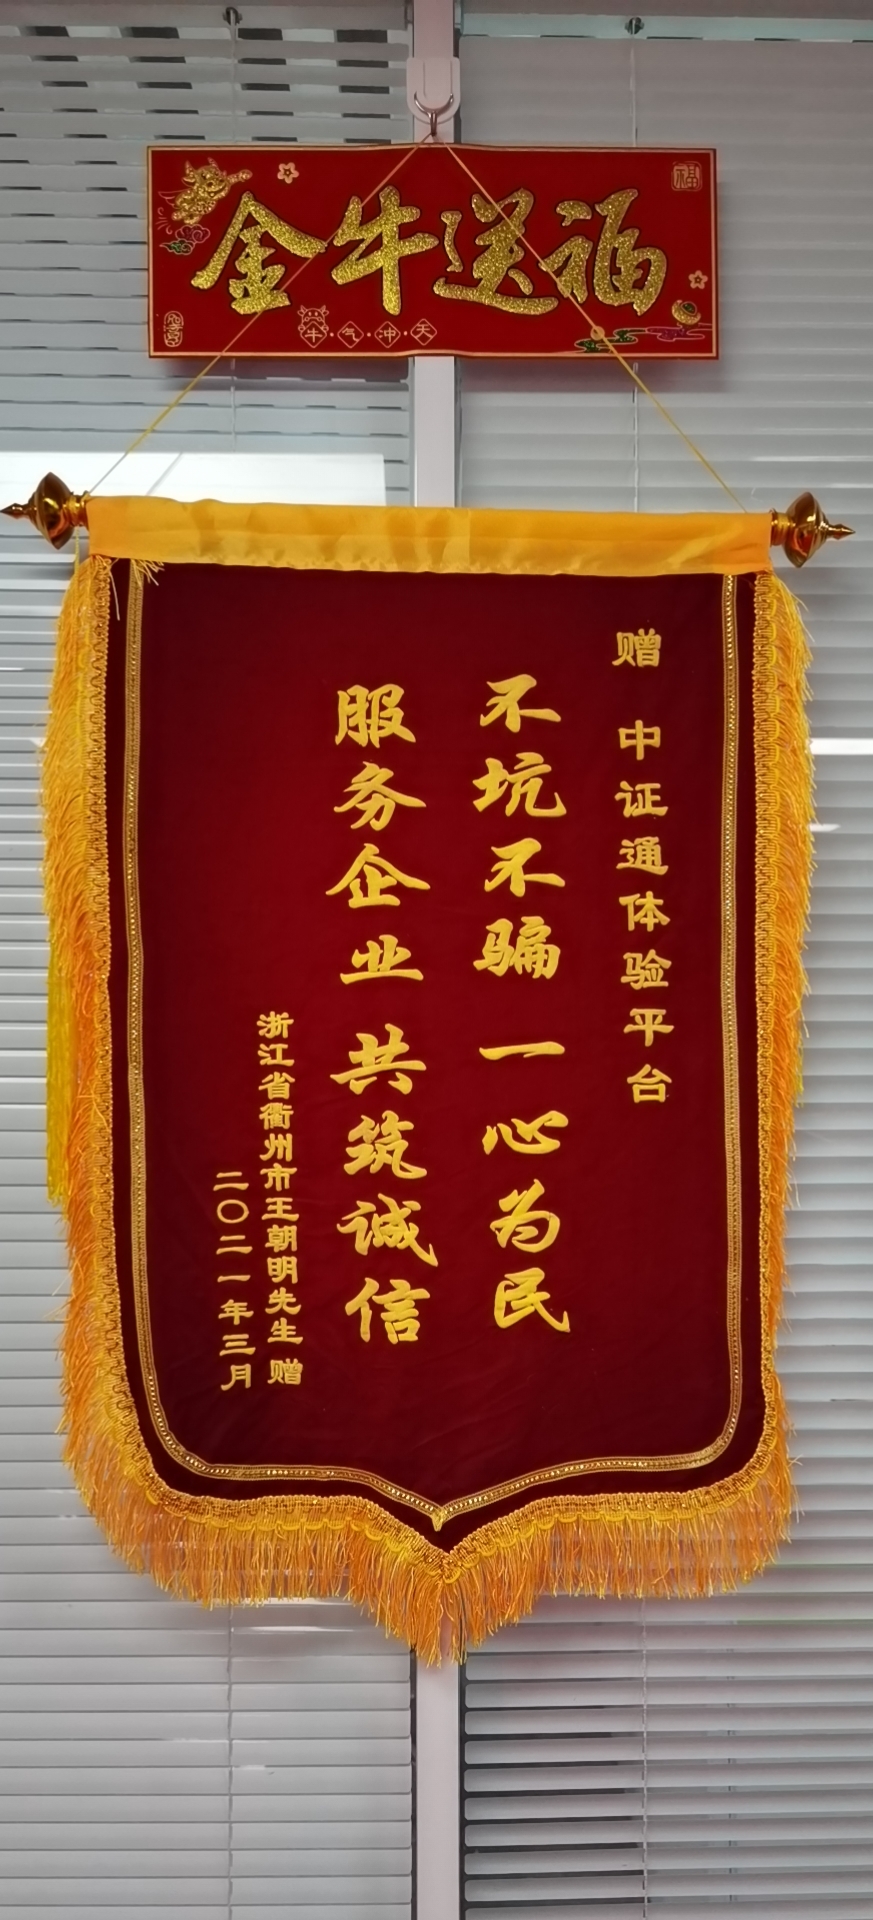 金牛送福
福
牛·气·冲·天
赠 中证通体验平台
不坑不骗 一心为民
服务企业 共筑诚信
浙江省衢州市王朝明先生 赠
二〇二一年三月